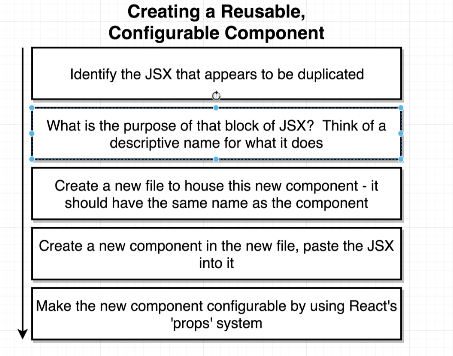 Creating a Reusable,
Configurable Component
Identify the JSX that appears to be duplicated
What is the purpose of that block of JSX?  Think of a
descriptive name for what it does
Create a new file to house this new component - it
should have the same name as the component
Create a new component in the new file, paste the JSX
into it
Make the new component configurable by using React's
'props' system